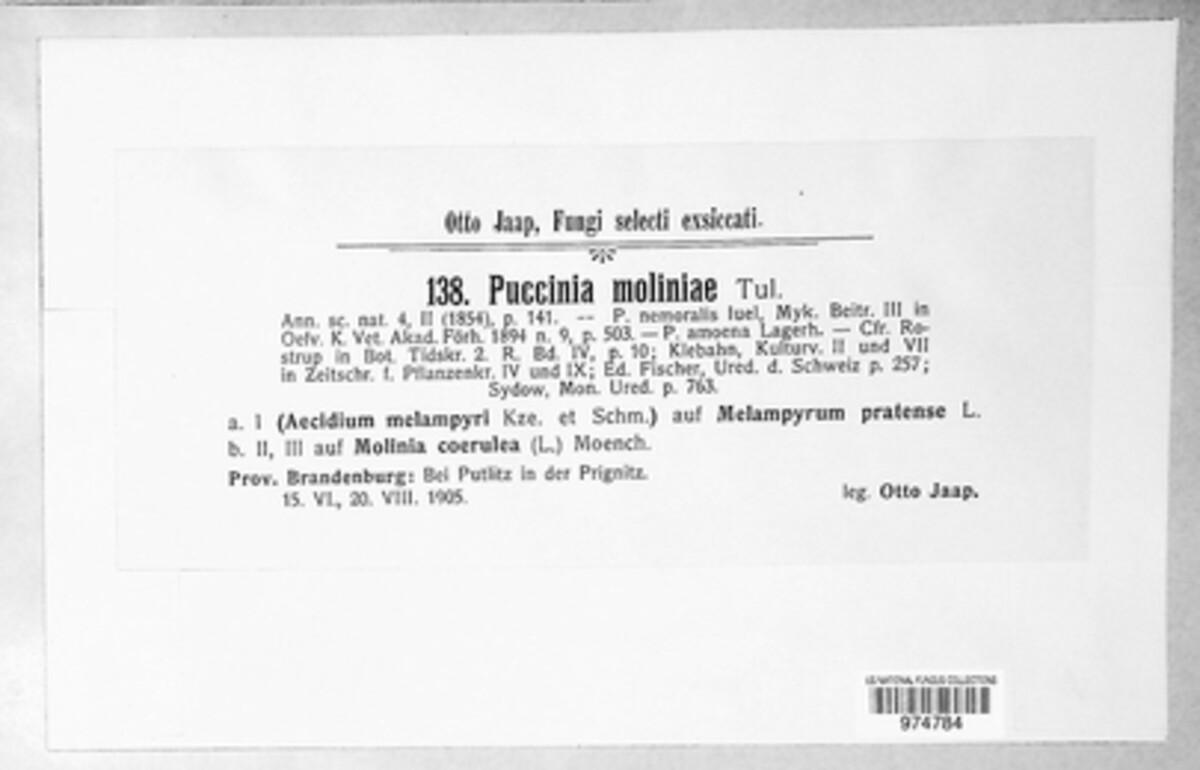 Otto Jaap, Fungi selecti exsiccati.
138. Puccinia moliniae Tul.
Ann. sc. nat. 4, II (1854), p. 141. — P. nemoralis Iuel, Myk. Beitr. III in
Oefv. K. Vet. Akad. Förh. 1894 n. 9, p. 503. — P. amoena Lagerh. — Cfr. Ro-
strup in Bot. Tidskr. 2. R. Bd. IV, p. 10; Klebahn, Kulturv. II und VII
in Zeitschr. f. Pflanzenkr. IV und IX; Ed. Fischer, Ured. d. Schweiz p. 257;
Sydow, Mon. Ured. p. 763.
a. I (Aecidium melampyri Kze. et Schm.) auf Melampyrum pratense L.
b. II, III auf Molinia coerulea (L.) Moench.
Prov. Brandenburg: Bei Putlitz in der Prignitz.
15. VI., 20. VIII. 1905.
leg. Otto Jaap.
US NATIONAL FUNGUS COLLECTIONS
974784